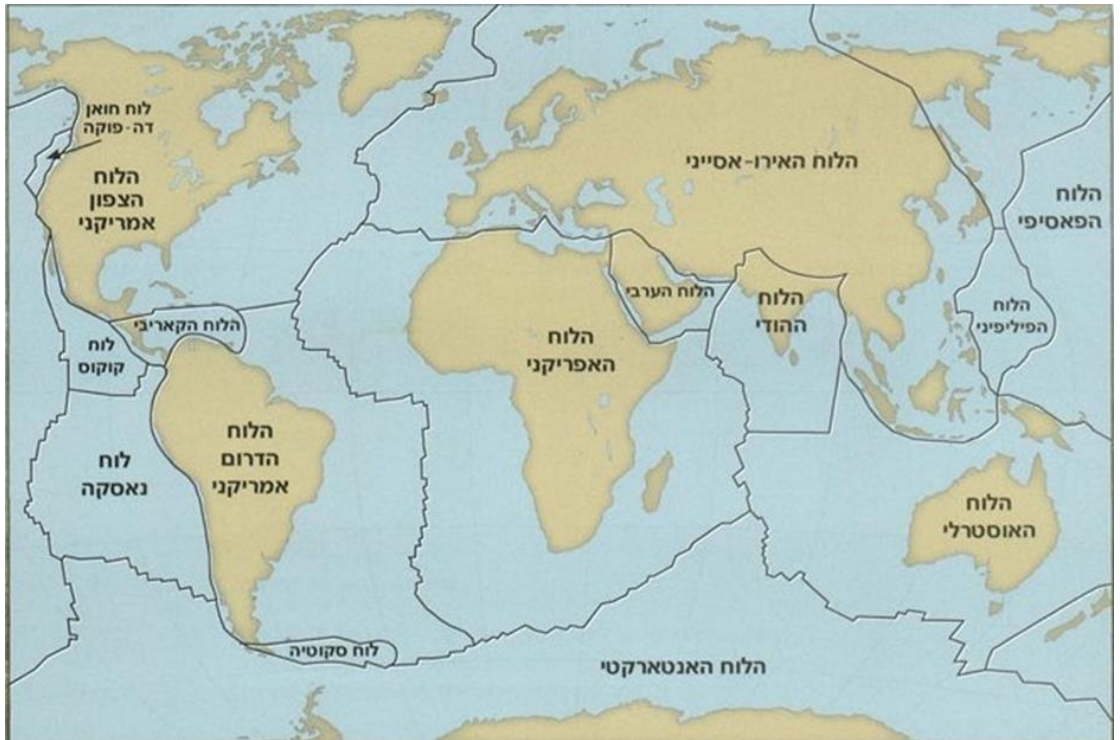 לוח חואן
דה-פוקה
הלוח
הצפון
אמריקני
הלוח האירו-אסייני
הלוח
הפאסיפי
הלוח הערבי
הלוח
ההודי
הלוח
הפיליפיני
הלוח הקאריבי
לוח
קוקוס
הלוח
האפריקני
הלוח
הדרום
אמריקני
לוח
נאסקה
הלוח
האוסטרלי
לוח סקוטיה
הלוח האנטארקטי